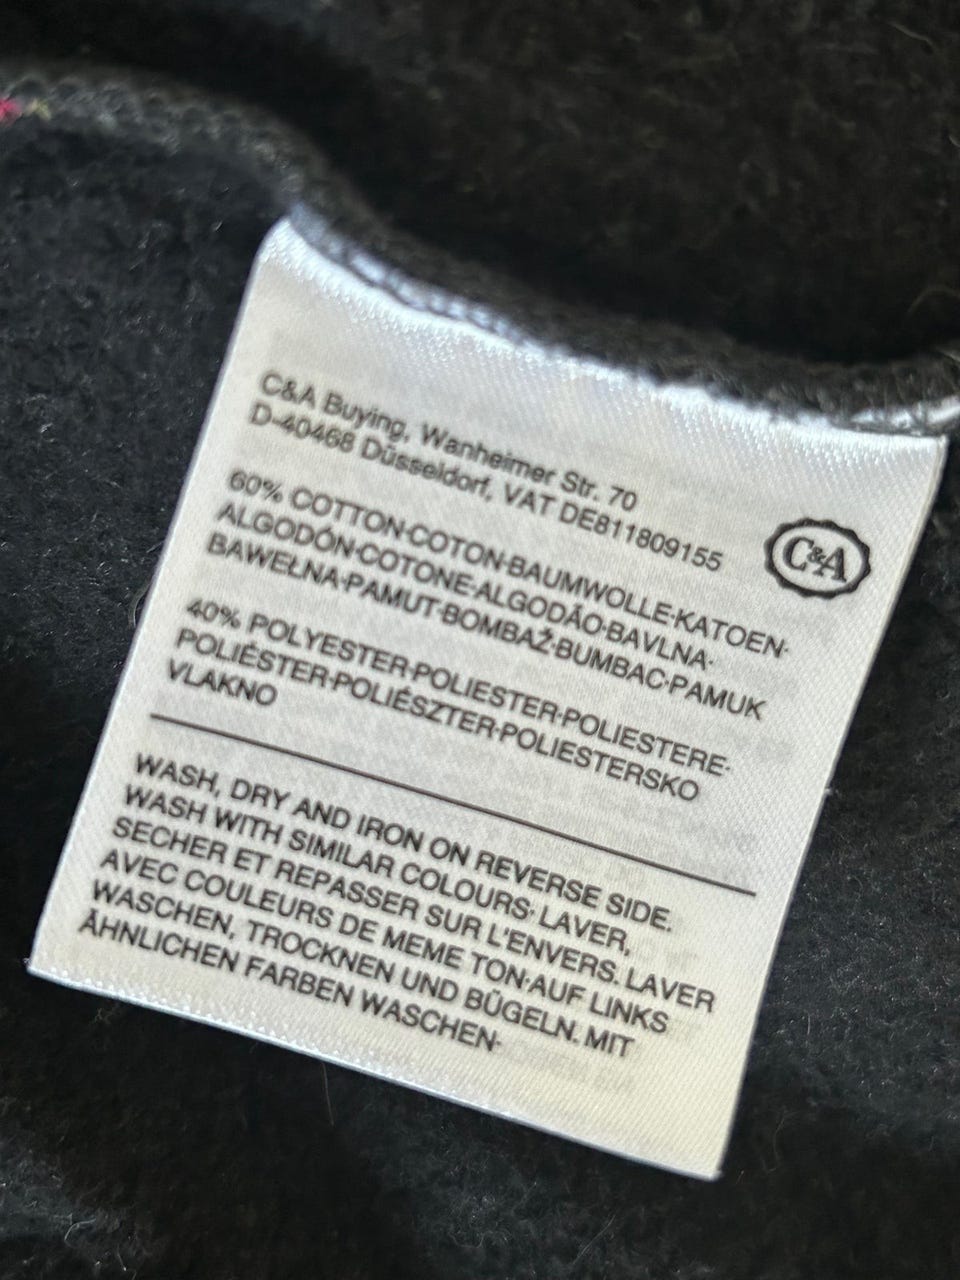 C&A Buying, Wanheimer Str. 70
D-40468 Düsseldorf, VAT DE811809155
C&A
60% COTTON·COTON·BAUMWOLLE·KATOEN·
ALGODÓN·COTONE·ALGODÃO·BAVLNA·
BAWEŁNA·PAMUT·BOMBAŽ·BUMBAC·PAMUK
40% POLYESTER·POLIESTER·POLIESTERE·
POLIÉSTER·POLIÉSZTER·POLIESTERSKO
VLAKNO
WASH, DRY AND IRON ON REVERSE SIDE.
WASH WITH SIMILAR COLOURS· LAVER,
SECHER ET REPASSER SUR L'ENVERS. LAVER
AVEC COULEURS DE MEME TON·AUF LINKS
WASCHEN, TROCKNEN UND BÜGELN. MIT
ÄHNLICHEN FARBEN WASCHEN·